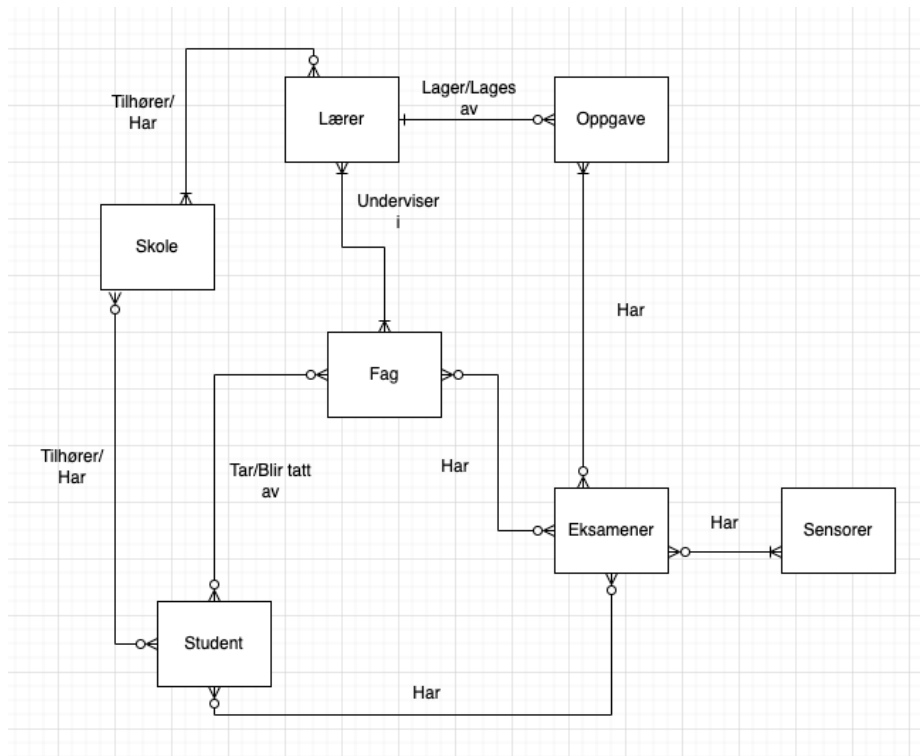 Tilhører/
Har
Lærer
Lager/Lages
av
Oppgave
Underviser
i
Skole
Har
Fag
Tilhører/
Har
Tar/Blir tatt
av
Har
Eksamener
Har
Sensorer
Student
Har